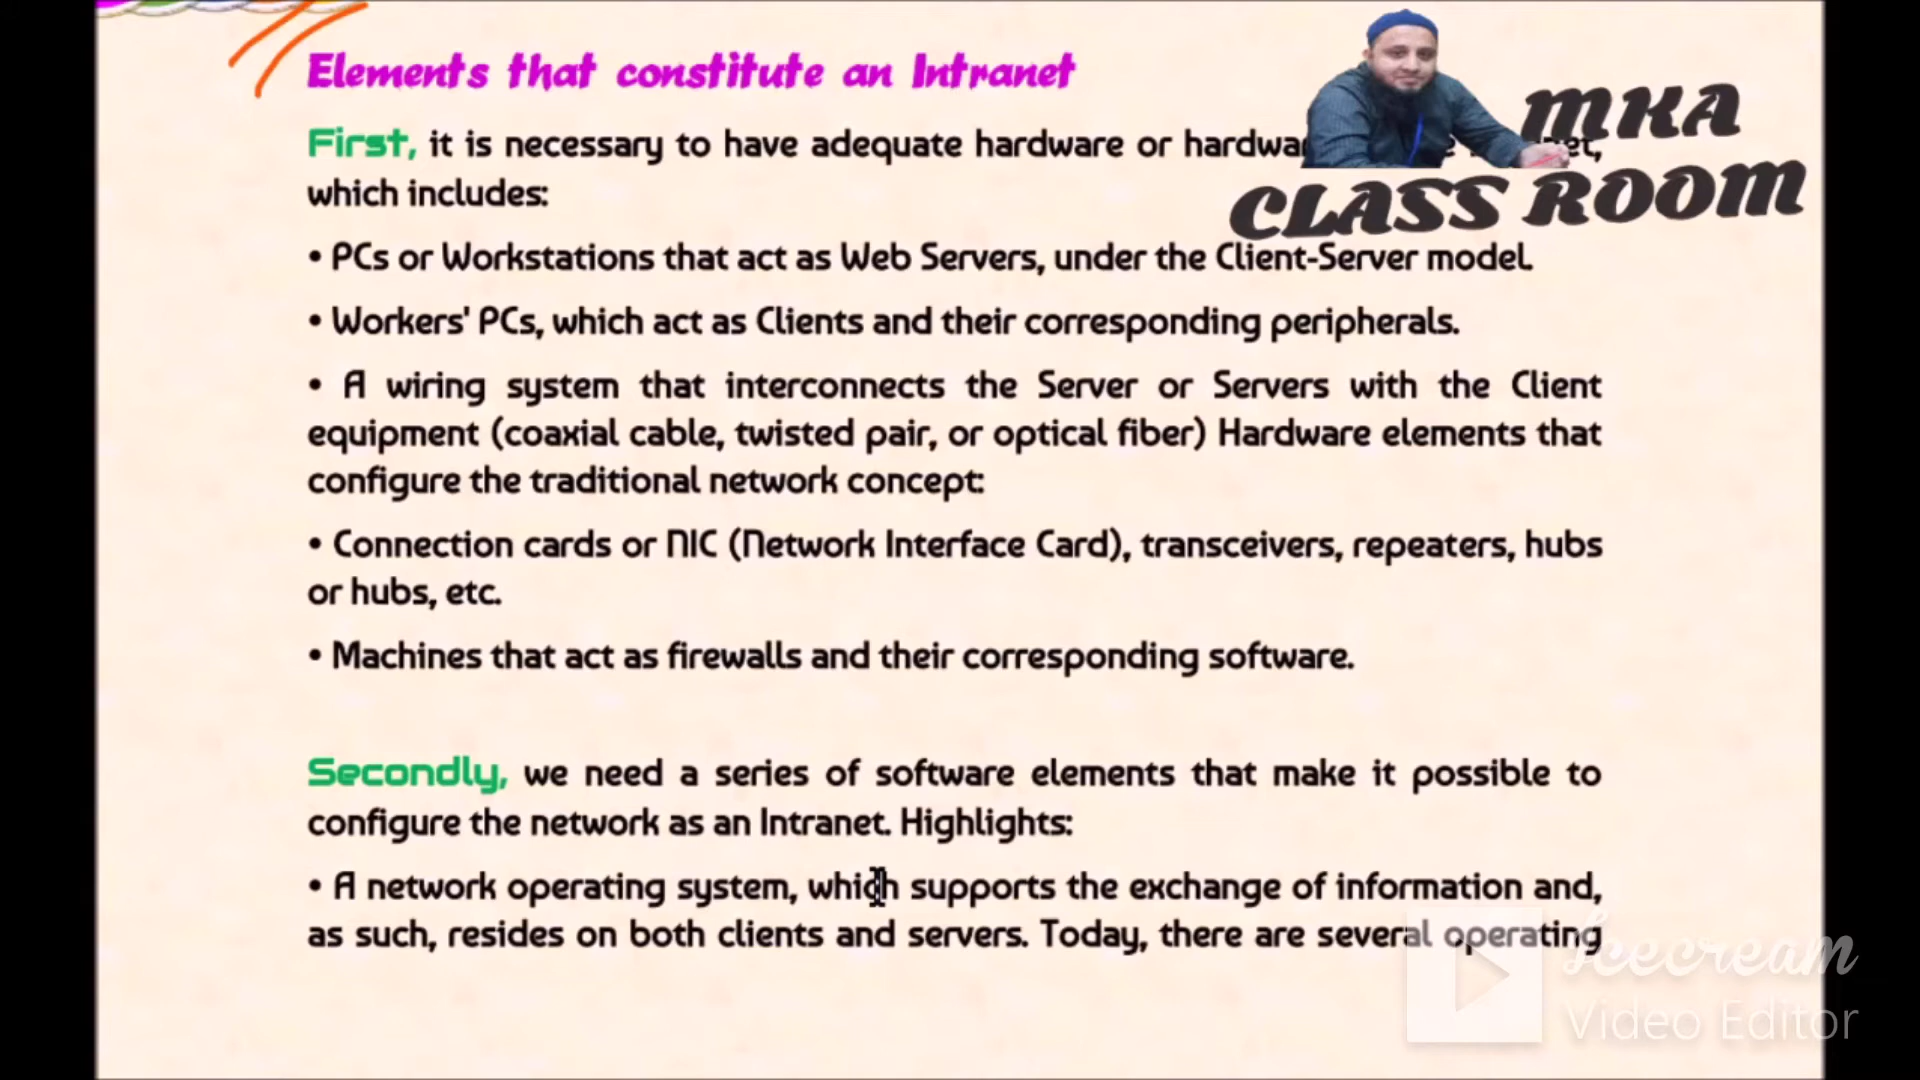 Elements that constitute an Intranet
MKA
CLASS ROOM
First, it is necessary to have adequate hardware or
which includes:
• PCs or Workstations that act as Web Servers, under the Client-Server model.
• Workers' PCs, which act as Clients and their corresponding peripherals.
• A wiring system that interconnects the Server or Servers with the Client
equipment (coaxial cable, twisted pair, or optical fiber) Hardware elements that
configure the traditional network concept:
• Connection cards or NIC (Network Interface Card), transceivers, repeaters, hubs
or hubs, etc.
• Machines that act as firewalls and their corresponding software.
Secondly, we need a series of software elements that make it possible to
configure the network as an Intranet. Highlights:
• A network operating system, which supports the exchange of information and,
as such, resides on both clients and servers. Today, there are several operating
Icecream
Video Editor